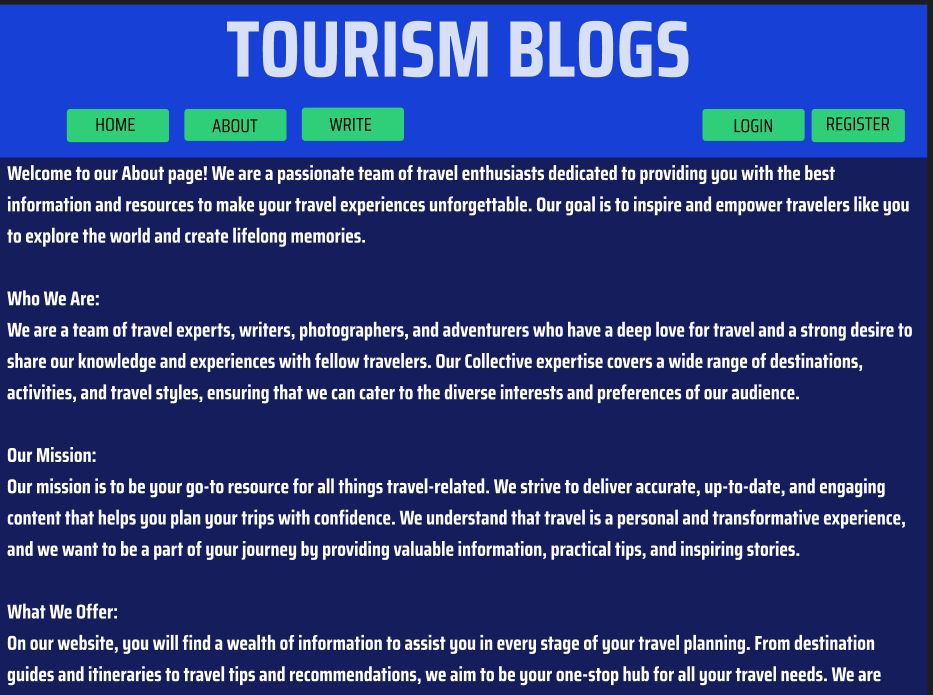 TOURISM BLOGS
HOME ABOUT WRITE LOGIN REGISTER
Welcome to our About page! We are a passionate team of travel enthusiasts dedicated to providing you with the best
information and resources to make your travel experiences unforgettable. Our goal is to inspire and empower travelers like you
to explore the world and create lifelong memories.
Who We Are:
We are a team of travel experts, writers, photographers, and adventurers who have a deep love for travel and a strong desire to
share our knowledge and experiences with fellow travelers. Our Collective expertise covers a wide range of destinations,
activities, and travel styles, ensuring that we can cater to the diverse interests and preferences of our audience.
Our Mission:
Our mission is to be your go-to resource for all things travel-related. We strive to deliver accurate, up-to-date, and engaging
content that helps you plan your trips with confidence. We understand that travel is a personal and transformative experience,
and we want to be a part of your journey by providing valuable information, practical tips, and inspiring stories.
What We Offer:
On our website, you will find a wealth of information to assist you in every stage of your travel planning. From destination
guides and itineraries to travel tips and recommendations, we aim to be your one-stop hub for all your travel needs. We are